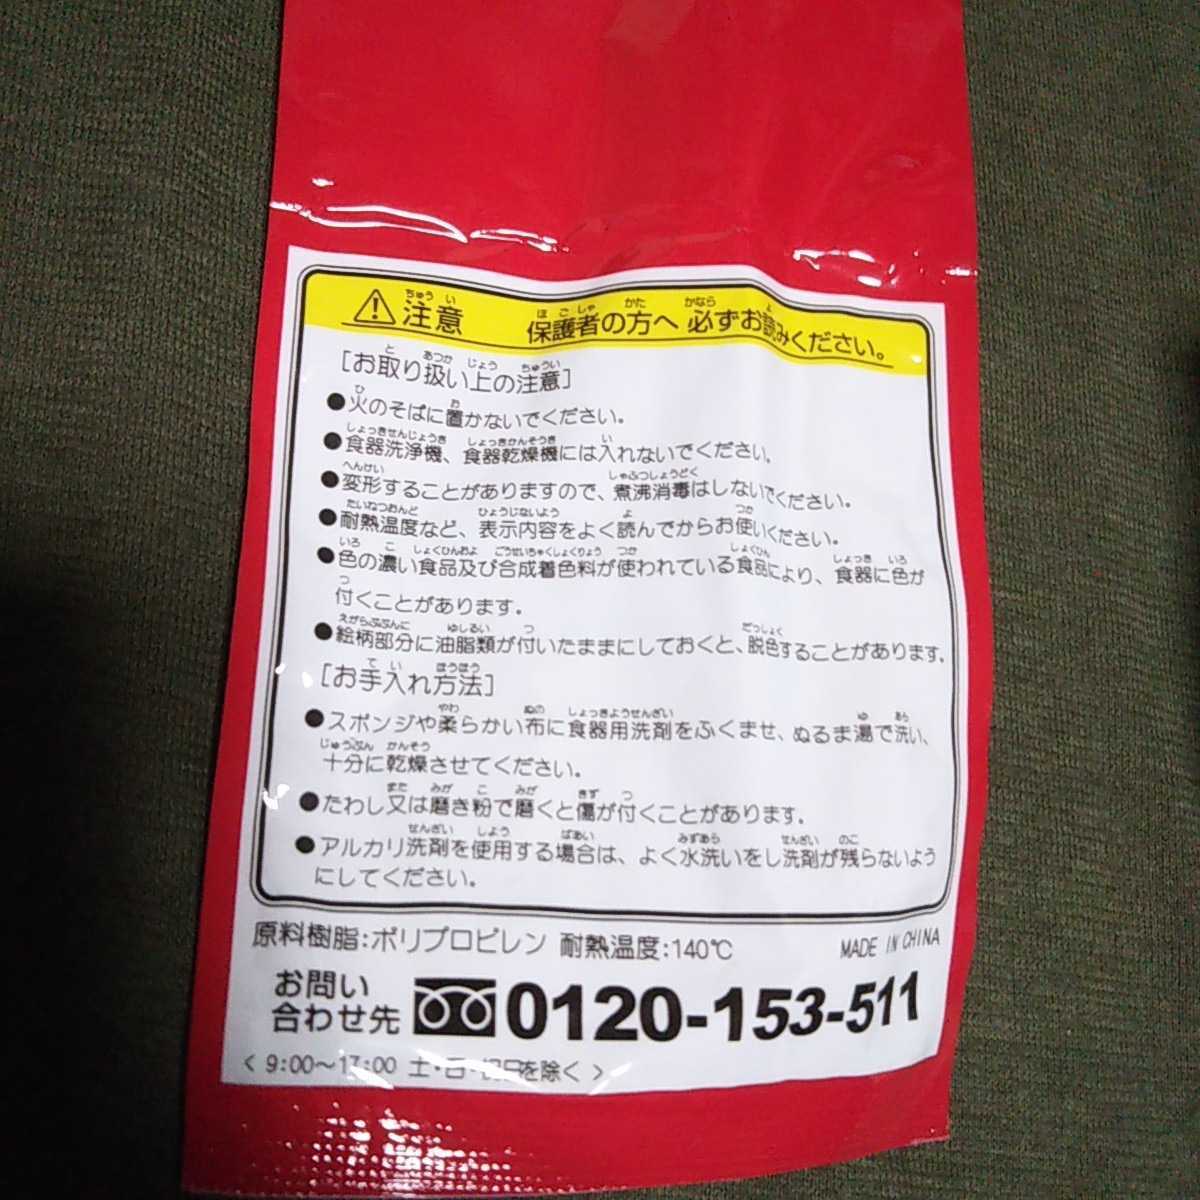 注意 保護者の方へ 必ずお読みください。
[お取り扱い上の注意]
●火のそばに置かないでください。
●食器洗浄機、食器乾燥機には入れないでください。
●変形することがありますので、煮沸消毒はしないでください。
●耐熱温度など、表示内容をよく読んでからお使いください。
●色の濃い食品及び合成着色料が使われている食品により、食器に色が
付くことがあります。
●絵柄部分に油脂類が付いたままにしておくと、脱色することがあります。
[お手入れ方法]
●スポンジや柔らかい布に食器用洗剤をふくませ、ぬるま湯で洗い、
十分に乾燥させてください。
●たわし又は磨き粉で磨くと傷が付くことがあります。
●アルカリ洗剤を使用する場合は、よく水洗いをし洗剤が残らないよう
にしてください。
原料樹脂:ポリプロピレン 耐熱温度:140℃ MADE IN CHINA
お問い
合わせ先 0120-153-511
< 9:00～17:00 土・日・祝日を除く >